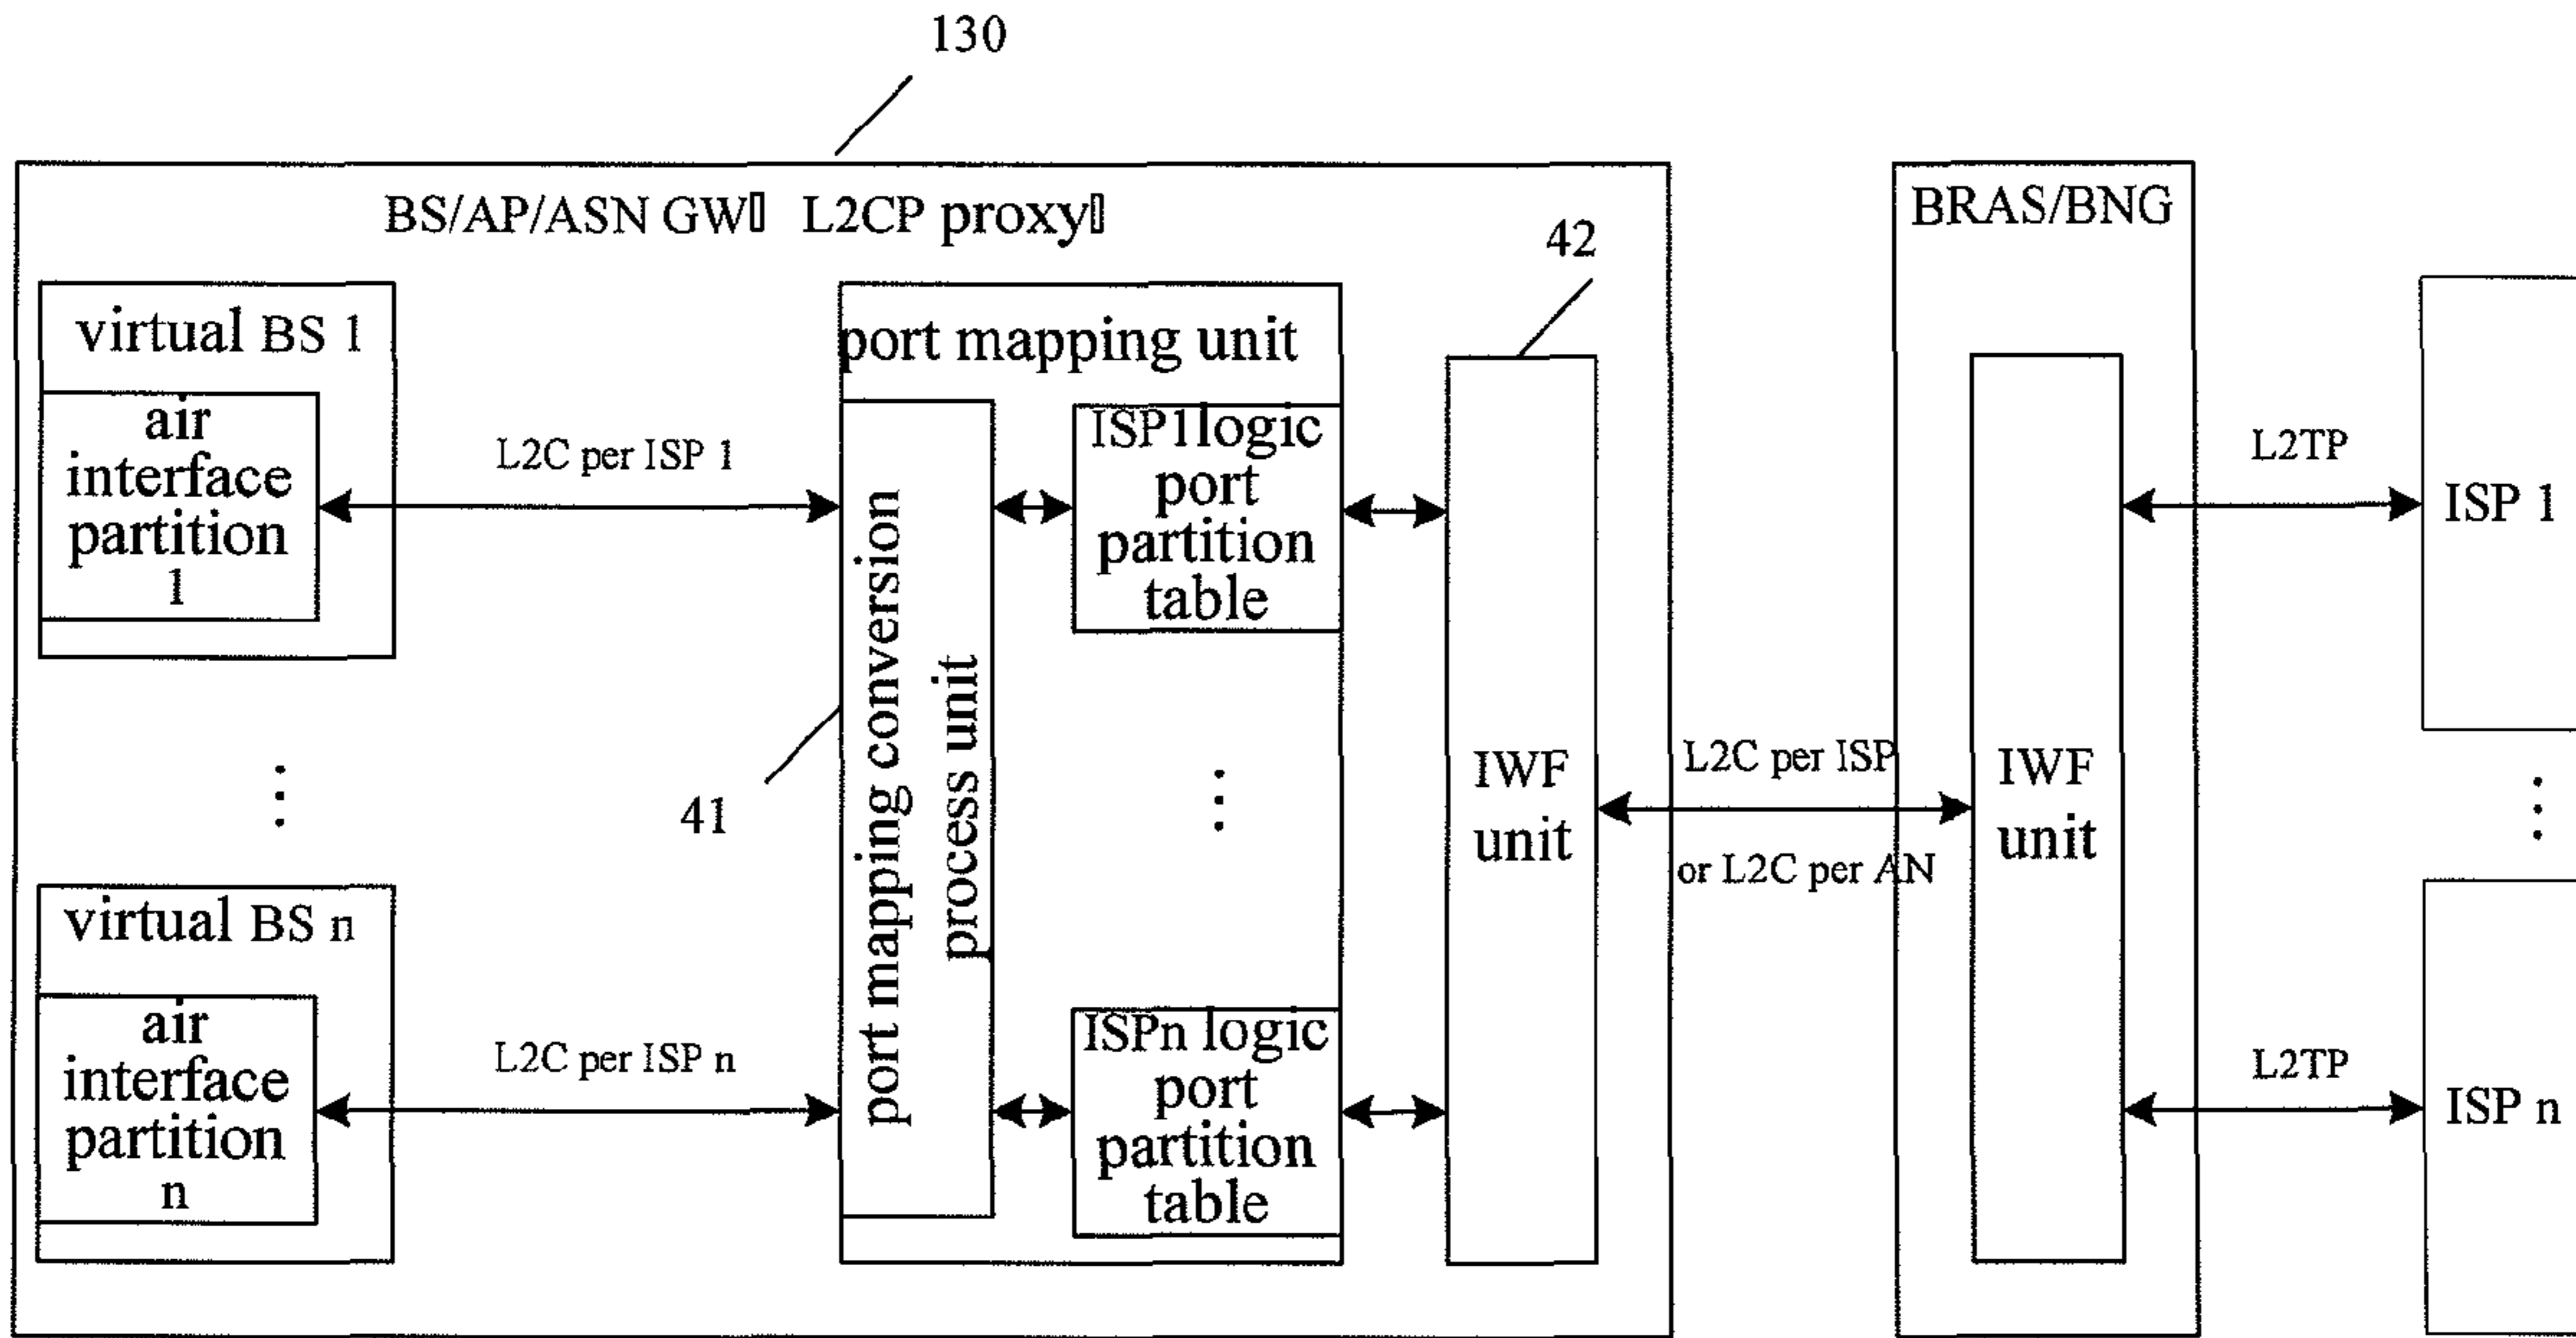 130
BS/AP/ASN GW▯ L2CP proxy▯
BRAS/BNG
42
virtual BS 1
port mapping unit
air
interface
partition
1
L2C per ISP 1
ISP1logic
port
partition
table
L2TP
ISP 1
41
port mapping conversion
process unit
IWF
unit
L2C per ISP
or L2C per AN
IWF
unit
virtual BS n
air
interface
partition
n
L2C per ISP n
ISPn logic
port
partition
table
L2TP
ISP n